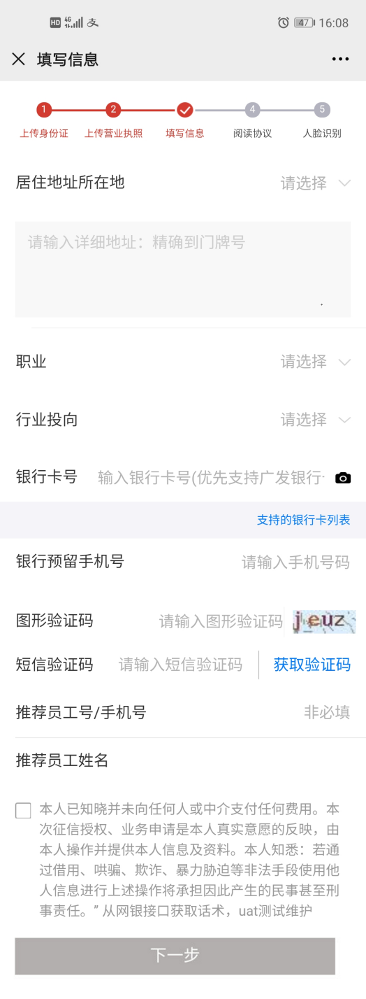 HD 4G 47 16:08
填写信息
1 2 4 5
上传身份证 上传营业执照 填写信息 阅读协议 人脸识别
居住地址所在地 请选择
请输入详细地址：精确到门牌号
职业 请选择
行业投向 请选择
银行卡号 输入银行卡号(优先支持广发银行
支持的银行卡列表
银行预留手机号 请输入手机号码
图形验证码 请输入图形验证码 jeuz
短信验证码 请输入短信验证码 获取验证码
推荐员工号/手机号 非必填
推荐员工姓名
本人已知晓并未向任何人或中介支付任何费用。本
次征信授权、业务申请是本人真实意愿的反映，由
本人操作并提供本人信息及资料。本人知悉：若通
过借用、哄骗、欺诈、暴力胁迫等非法手段使用他
人信息进行上述操作将承担因此产生的民事甚至刑
事责任。” 从网银接口获取话术，uat测试维护
下一步